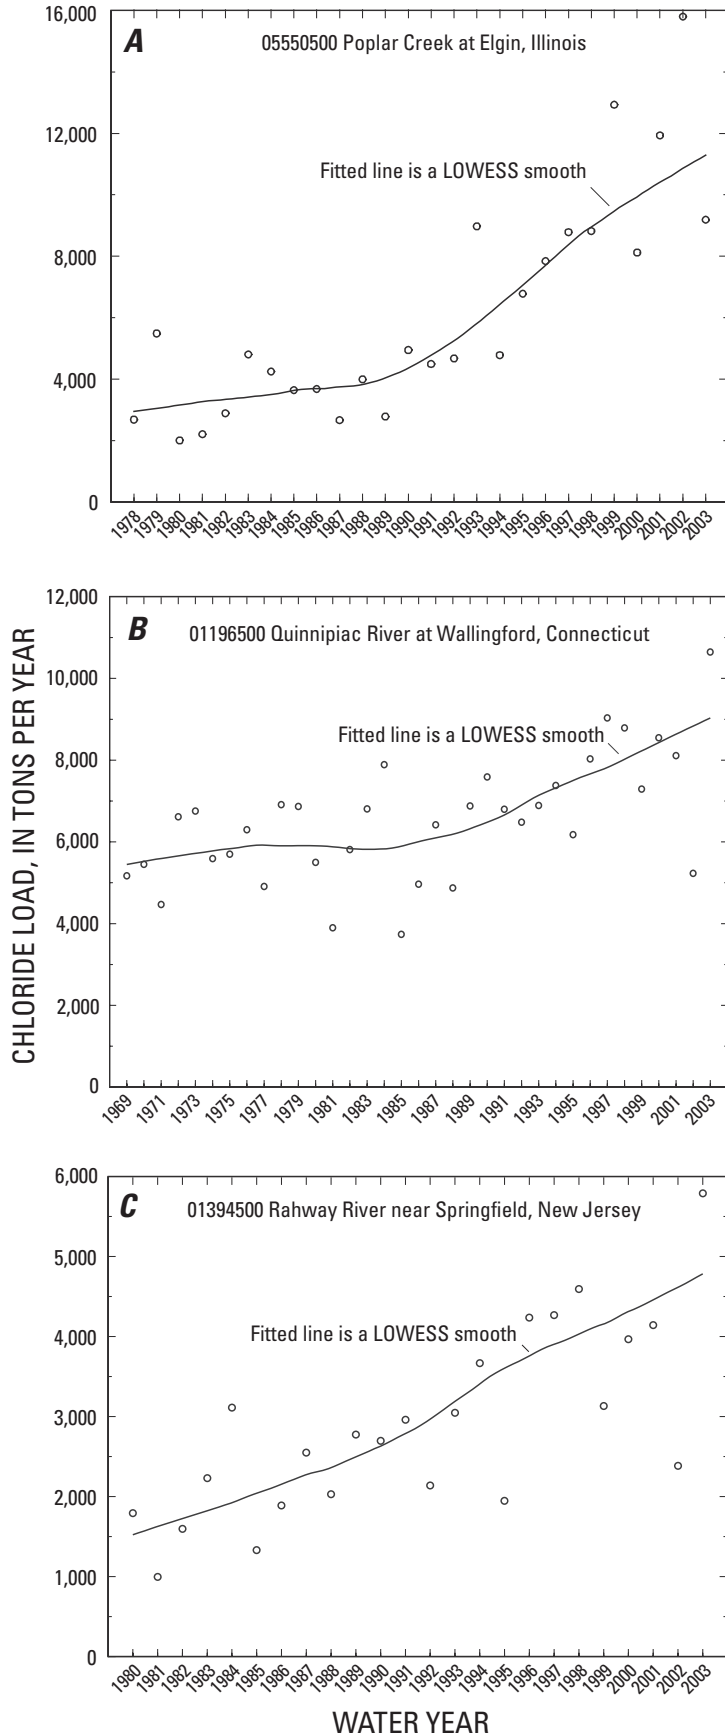 CHLORIDE LOAD, IN TONS PER YEAR
A
05550500 Poplar Creek at Elgin, Illinois
Fitted line is a LOWESS smooth
16,000
12,000
8,000
4,000
0
1978 1979 1980 1981 1982 1983 1984 1985 1986 1987 1988 1989 1990 1991 1992 1993 1994 1995 1996 1997 1998 1999 2000 2001 2002 2003
B
01196500 Quinnipiac River at Wallingford, Connecticut
Fitted line is a LOWESS smooth
12,000
10,000
8,000
6,000
4,000
2,000
0
1969 1971 1973 1975 1977 1979 1981 1983 1985 1987 1989 1991 1993 1995 1997 1999 2001 2003
C
01394500 Rahway River near Springfield, New Jersey
Fitted line is a LOWESS smooth
6,000
5,000
4,000
3,000
2,000
1,000
0
1980 1981 1982 1983 1984 1985 1986 1987 1988 1989 1990 1991 1992 1993 1994 1995 1996 1997 1998 1999 2000 2001 2002 2003
WATER YEAR